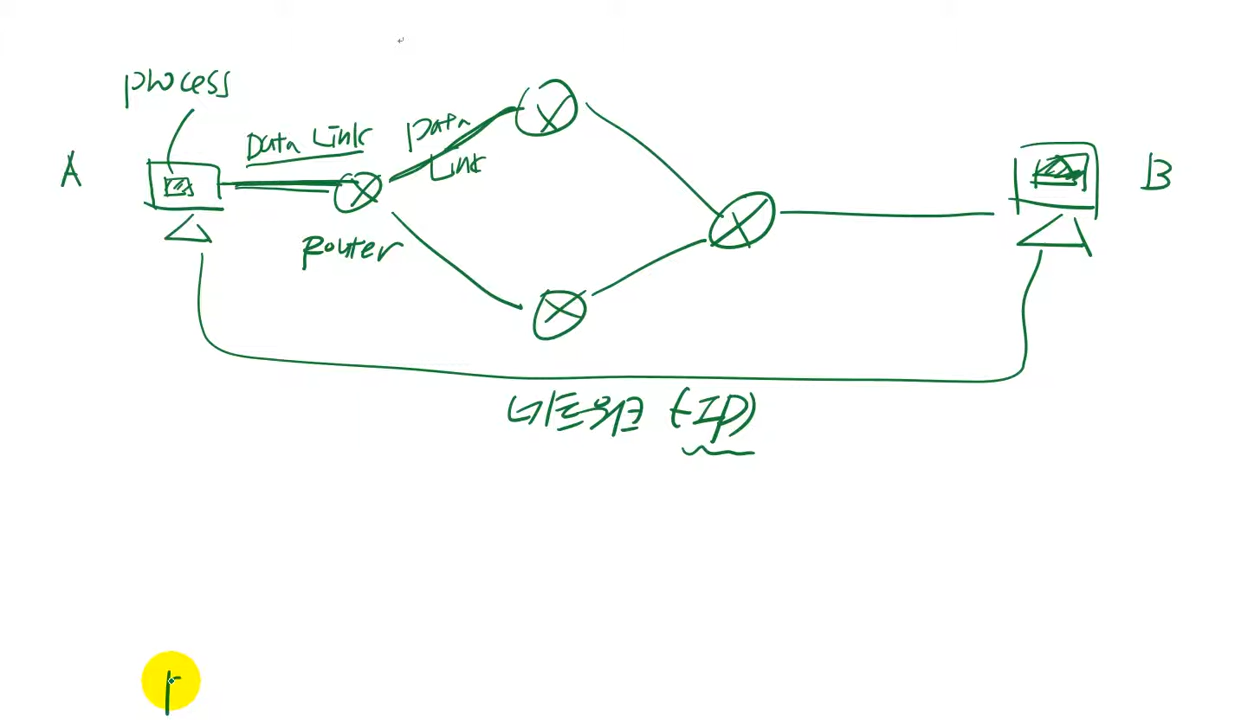 process
A
Data Link
Data
Link
B
Router
네트워크 (IP)